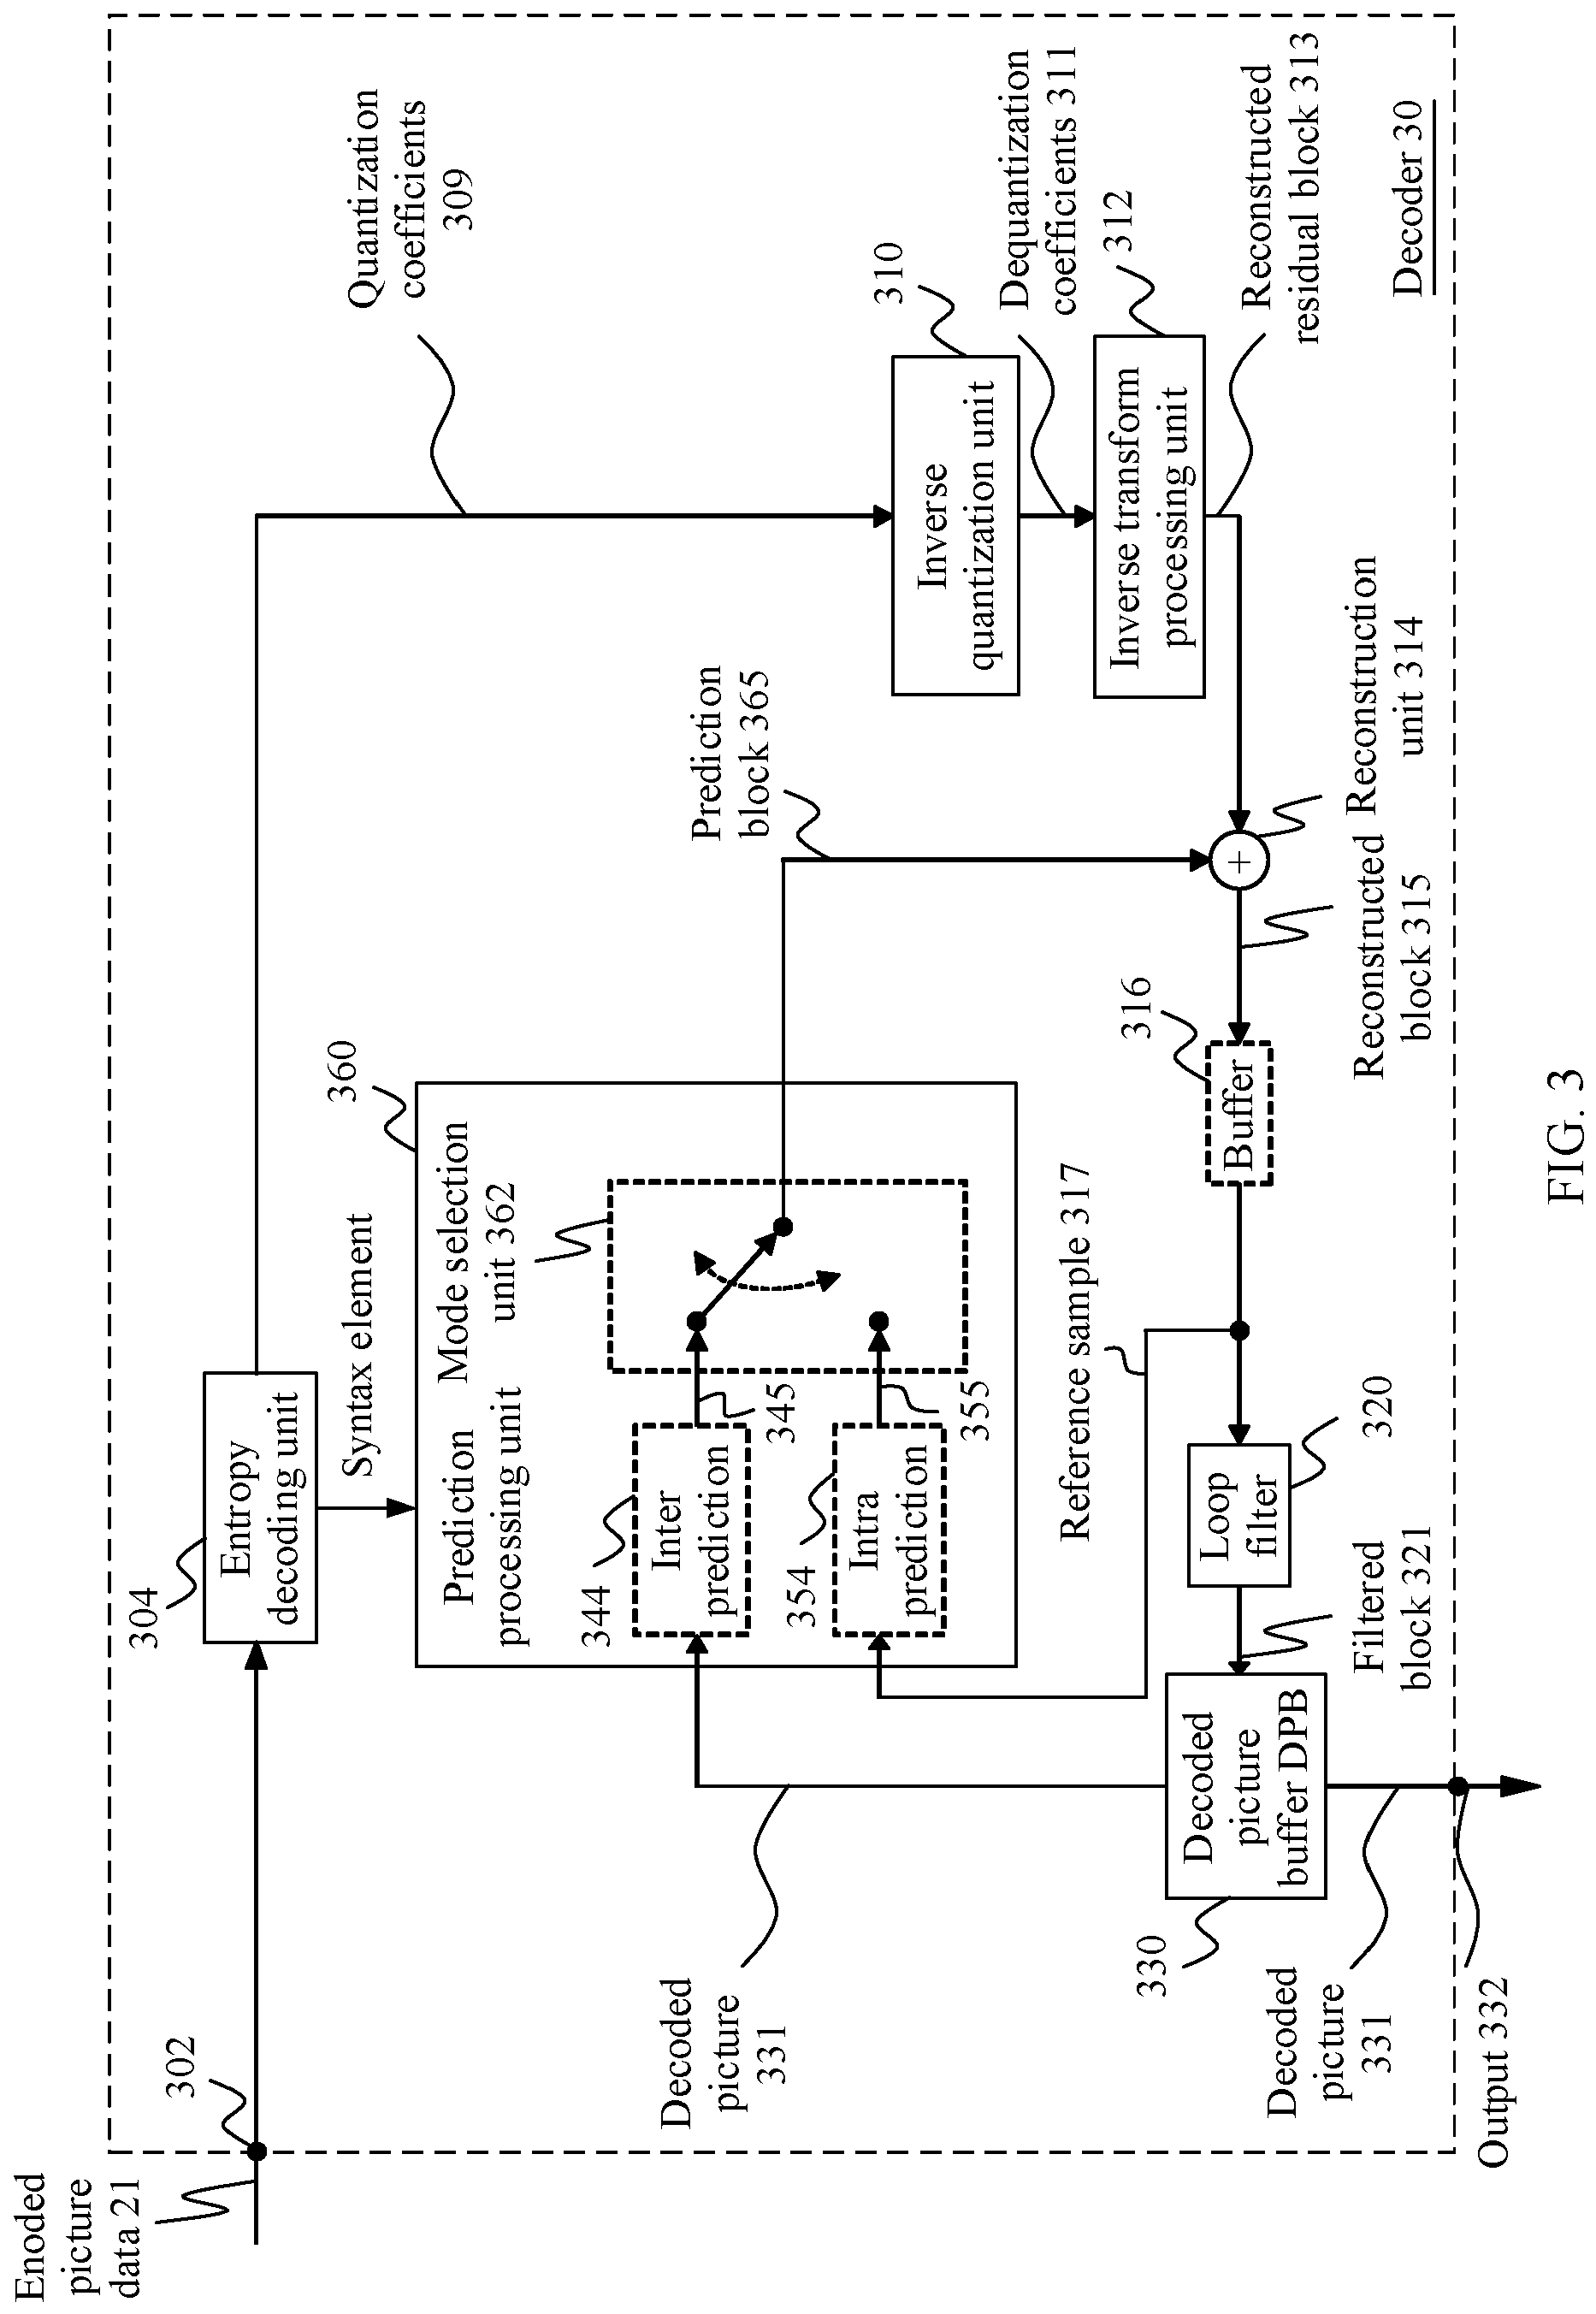 Enoded
picture
data 21
302
304
Entropy
decoding unit
Quantization
coefficients
309
Syntax element
360
Prediction
processing unit
Mode selection
unit 362
344
Inter
prediction
345
354
Intra
prediction
355
Prediction
block 365
310
Inverse
quantization unit
Dequantization
coefficients 311
312
Inverse transform
processing unit
Reconstructed
residual block 313
Reconstruction
unit 314
+
Reconstructed
block 315
316
Buffer
Reference sample 317
320
Loop
filter
Filtered
block 321
330
Decoded
picture
buffer DPB
Decoded
picture
331
Decoded
picture
331
Output 332
Decoder 30
FIG. 3